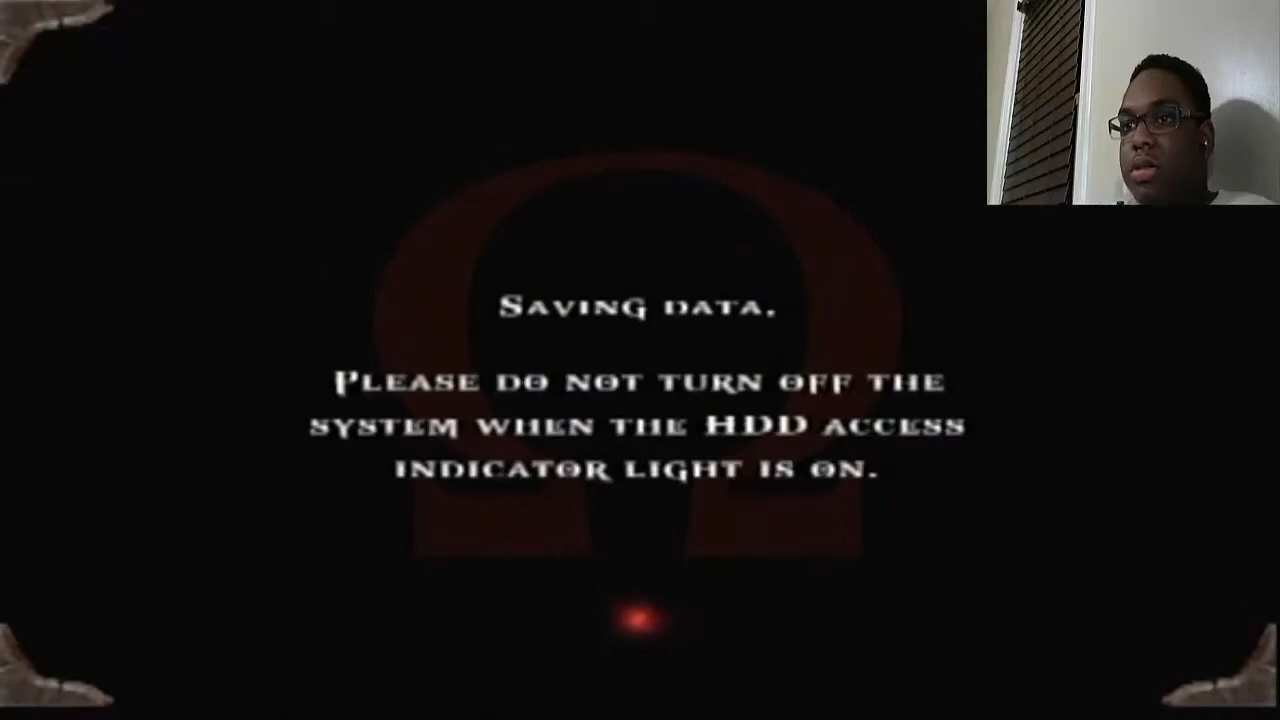 Saving data.
Please do not turn off the
system when the HDD access
indicator light is on.